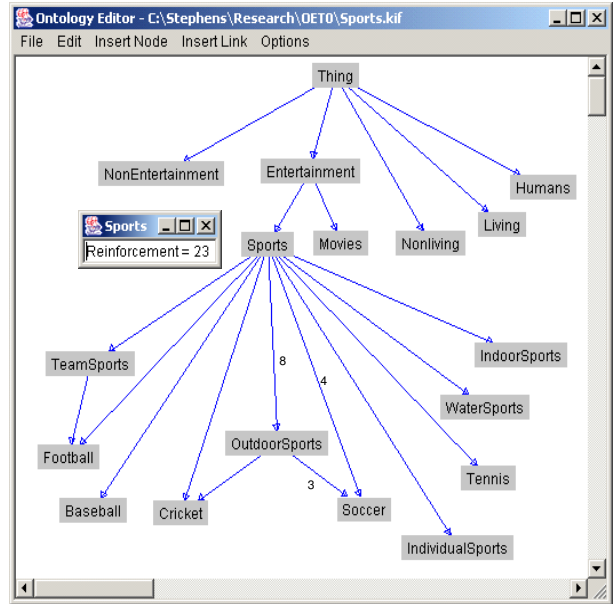 Ontology Editor - C:\Stephens\Research\OET0\Sports.kif
File Edit Insert Node Insert Link Options
Thing
NonEntertainment
Entertainment
Humans
Living
Sports
Reinforcement = 23
Sports
Movies
Nonliving
TeamSports
8
4
IndoorSports
WaterSports
OutdoorSports
Football
Tennis
3
Baseball
Cricket
Soccer
IndividualSports